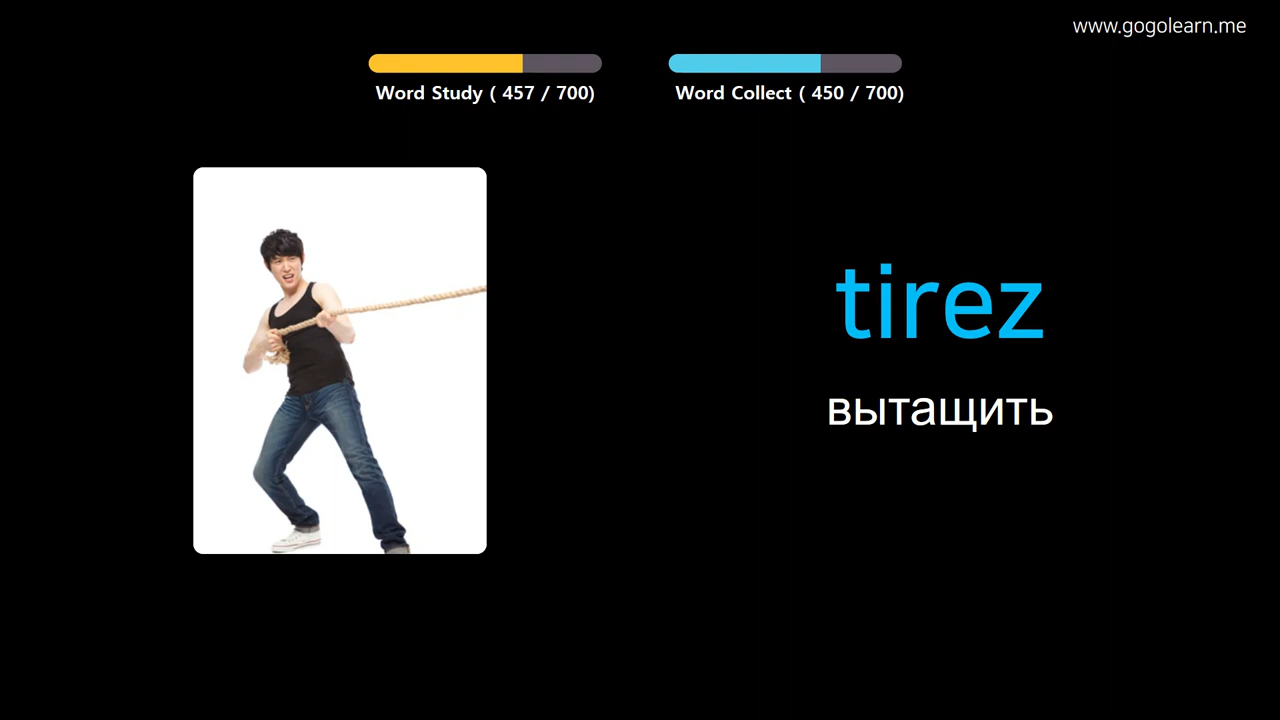 www.gogolearn.me
Word Study ( 457 / 700)
Word Collect ( 450 / 700)
tirez
вытащить